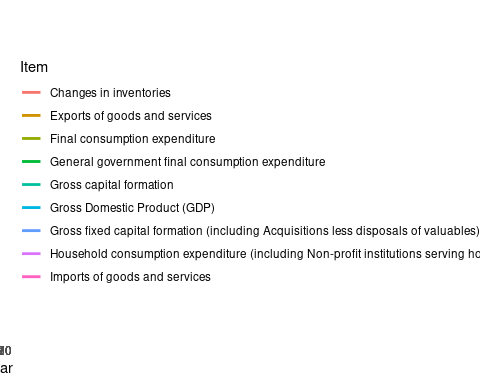 Item
Changes in inventories
Exports of goods and services
Final consumption expenditure
General government final consumption expenditure
Gross capital formation
Gross Domestic Product (GDP)
Gross fixed capital formation (including Acquisitions less disposals of valuables)
Household consumption expenditure (including Non-profit institutions serving ho
Imports of goods and services
ar